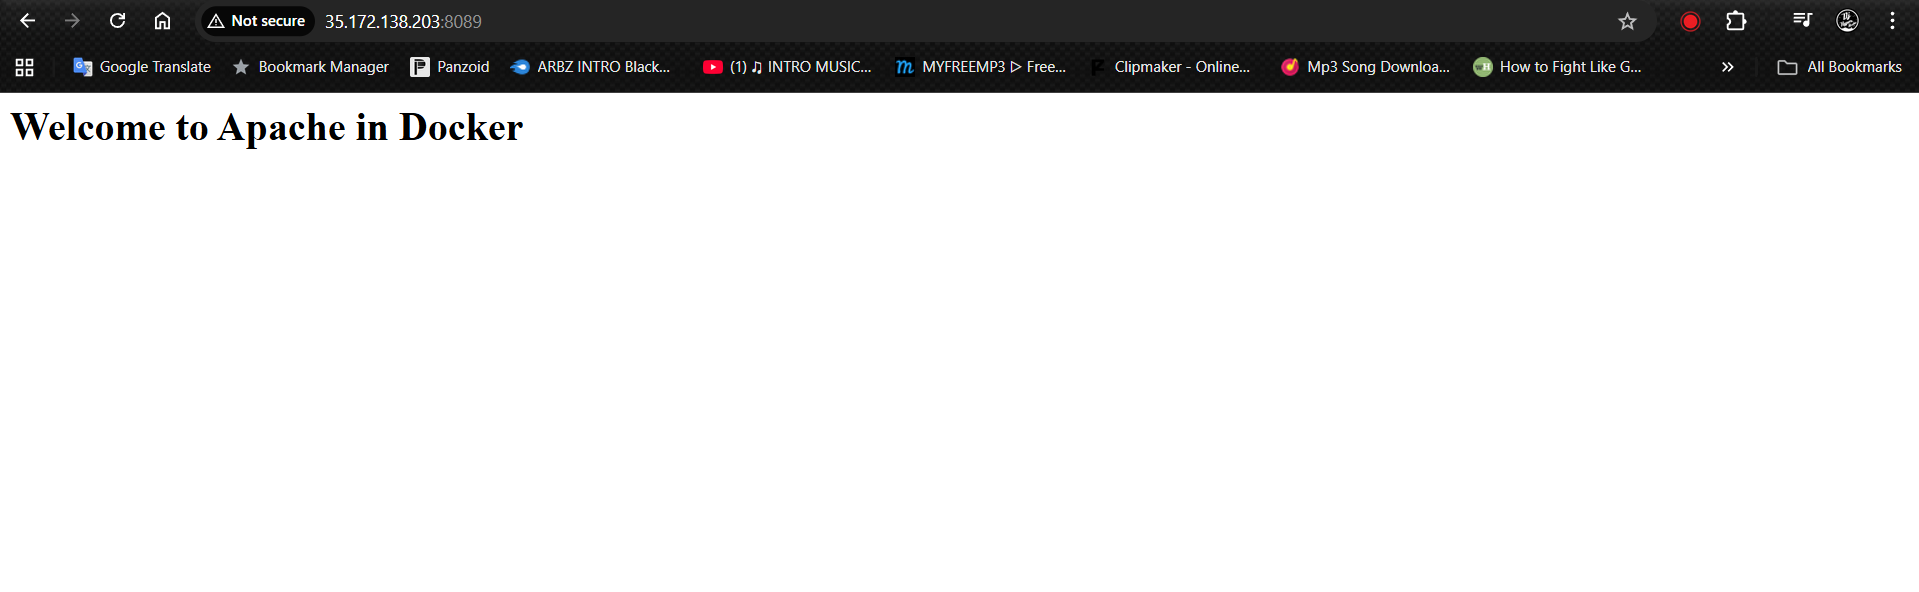 Not secure 35.172.138.203:8089
Google Translate Bookmark Manager Panzoid ARBZ INTRO Black... (1) ♫ INTRO MUSIC... MYFREEMP3 ▷ Free... Clipmaker - Online... Mp3 Song Downloa... How to Fight Like G... » All Bookmarks
Welcome to Apache in Docker